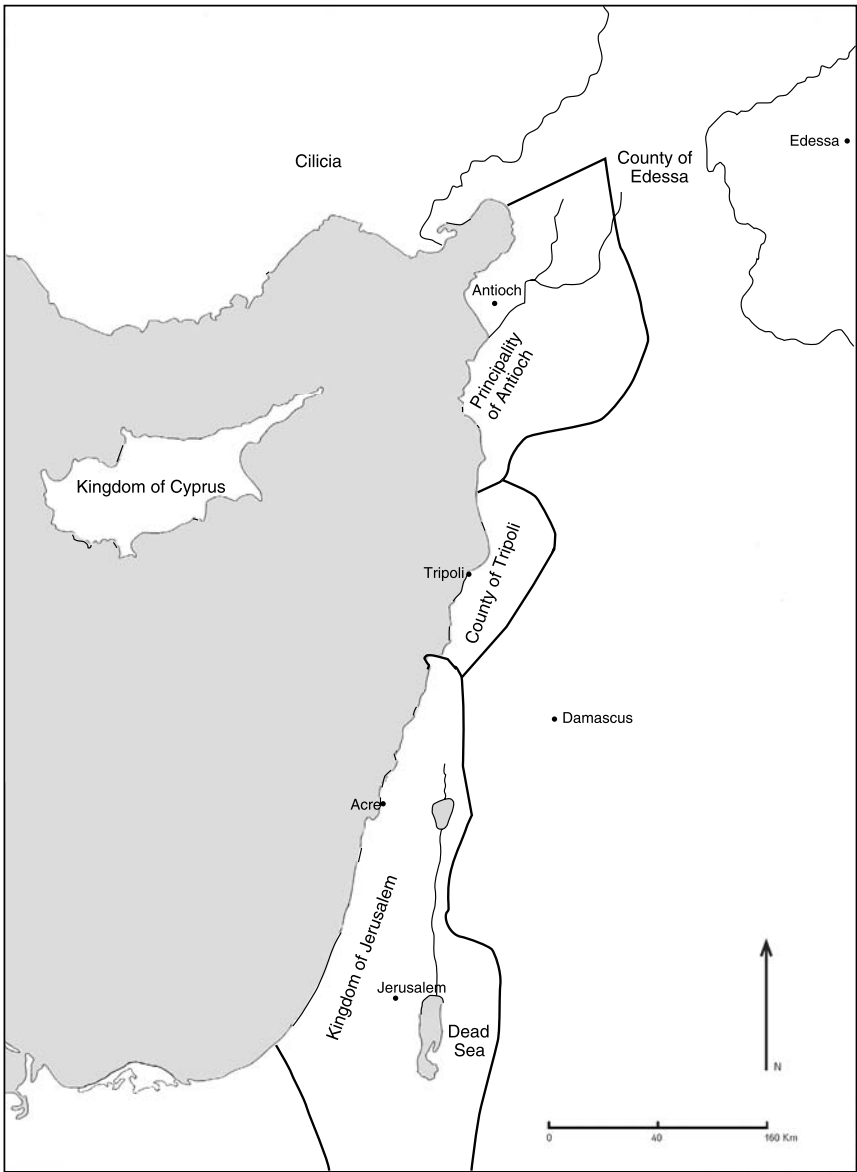 Cilicia
County of
Edessa
Edessa
Antioch
Principality
of Antioch
Kingdom of Cyprus
Tripoli
County of Tripoli
Damascus
Acre
Kingdom of Jerusalem
Jerusalem
Dead
Sea
N
0 40 160 Km